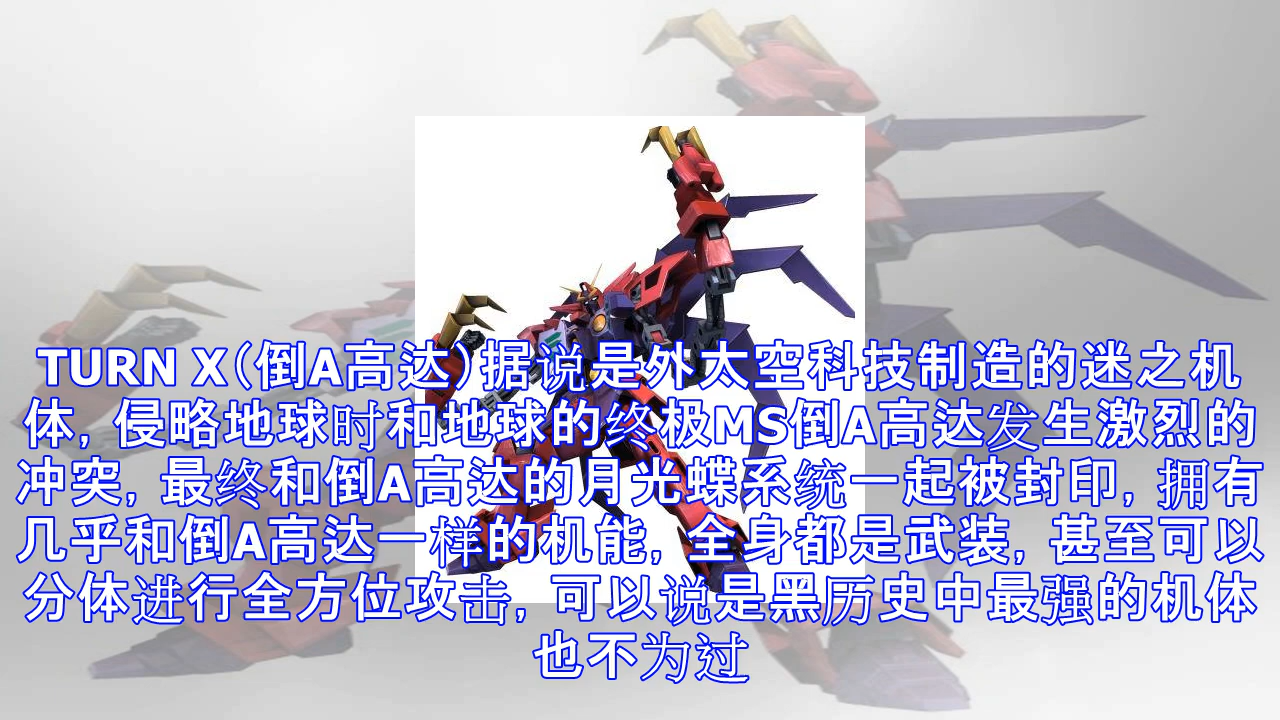 TURN X（倒A高达）据说是外太空科技制造的迷之机
体，侵略地球时和地球的终极MS倒A高达发生激烈的
冲突，最终和倒A高达的月光蝶系统一起被封印，拥有
几乎和倒A高达一样的机能，全身都是武装，甚至可以
分体进行全方位攻击，可以说是黑历史中最强的机体
也不为过